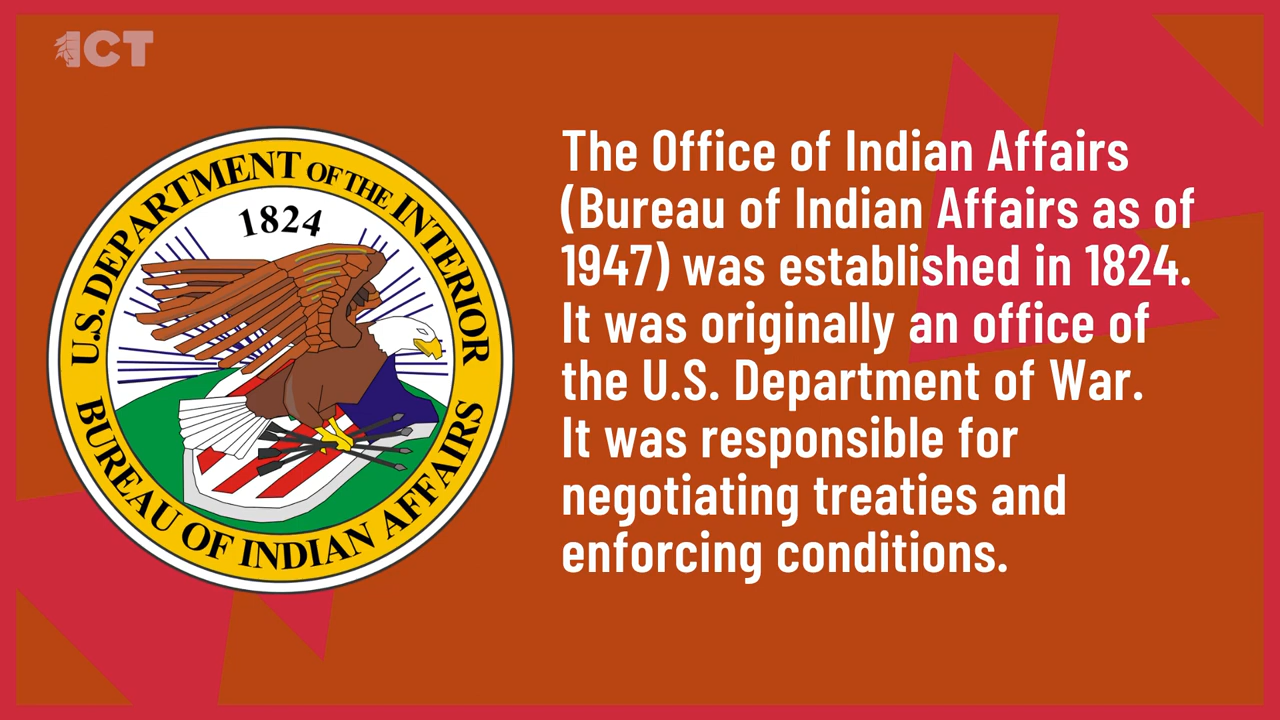 ICT
U.S. DEPARTMENT OF THE INTERIOR
1824
BUREAU OF INDIAN AFFAIRS
The Office of Indian Affairs
(Bureau of Indian Affairs as of
1947) was established in 1824.
It was originally an office of
the U.S. Department of War.
It was responsible for
negotiating treaties and
enforcing conditions.